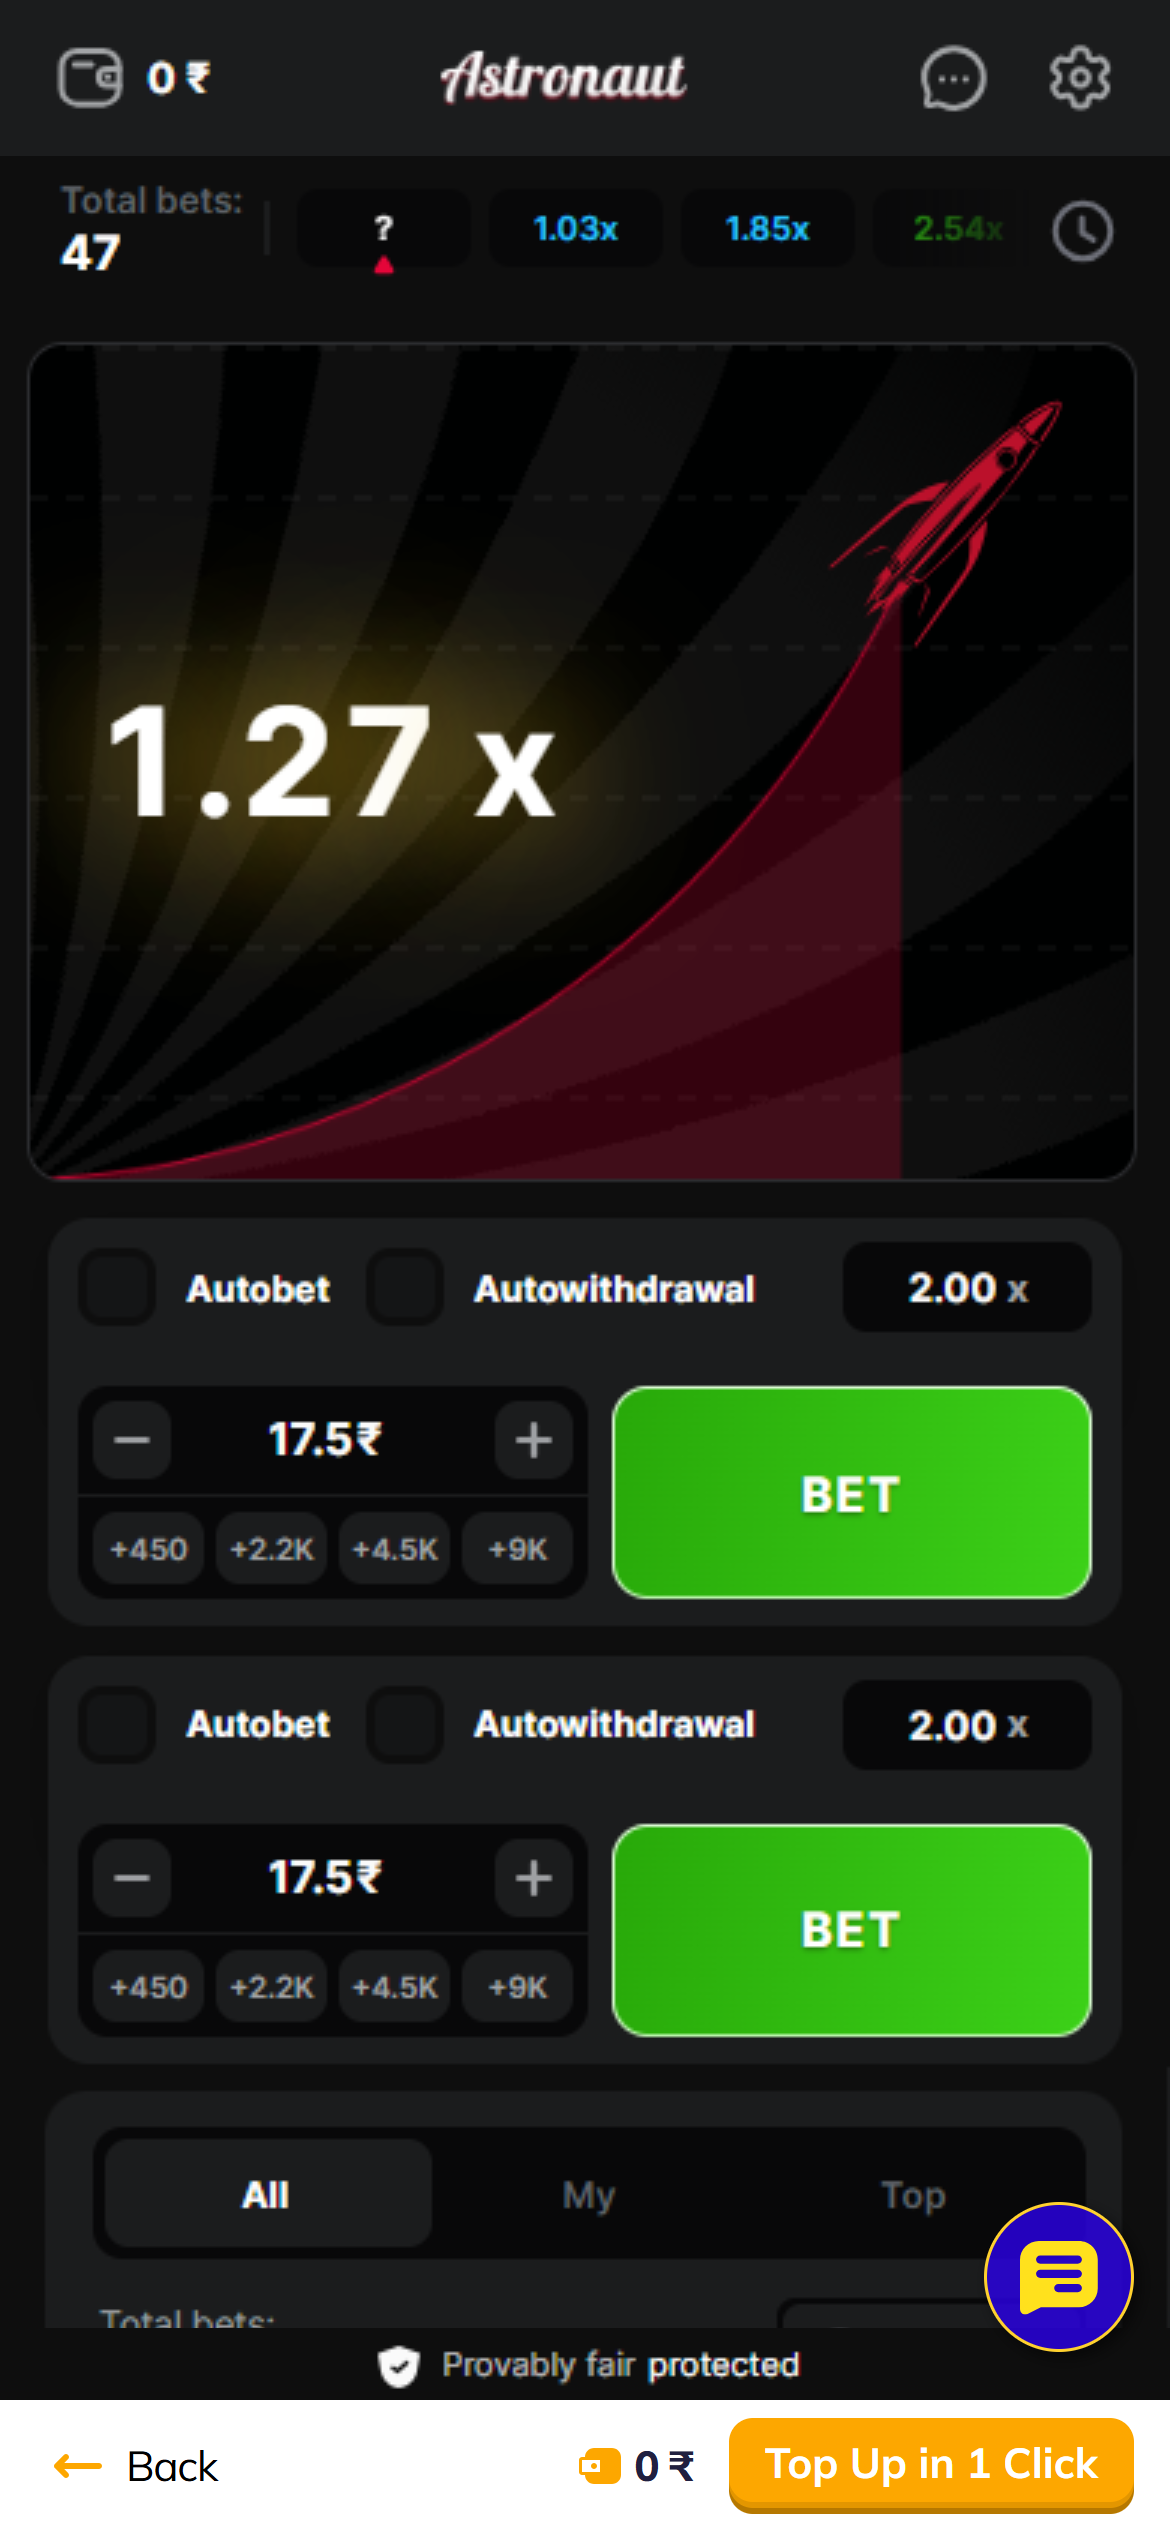 0 ₹
Astronaut
Total bets:
47
?
1.03x
1.85x
2.54x
1.27 x
Autobet
Autowithdrawal
2.00 x
17.5₹
+450
+2.2K
+4.5K
+9K
BET
Autobet
Autowithdrawal
2.00 x
17.5₹
+450
+2.2K
+4.5K
+9K
BET
All
My
Top
Total bets:
Provably fair protected
Back
0 ₹
Top Up in 1 Click